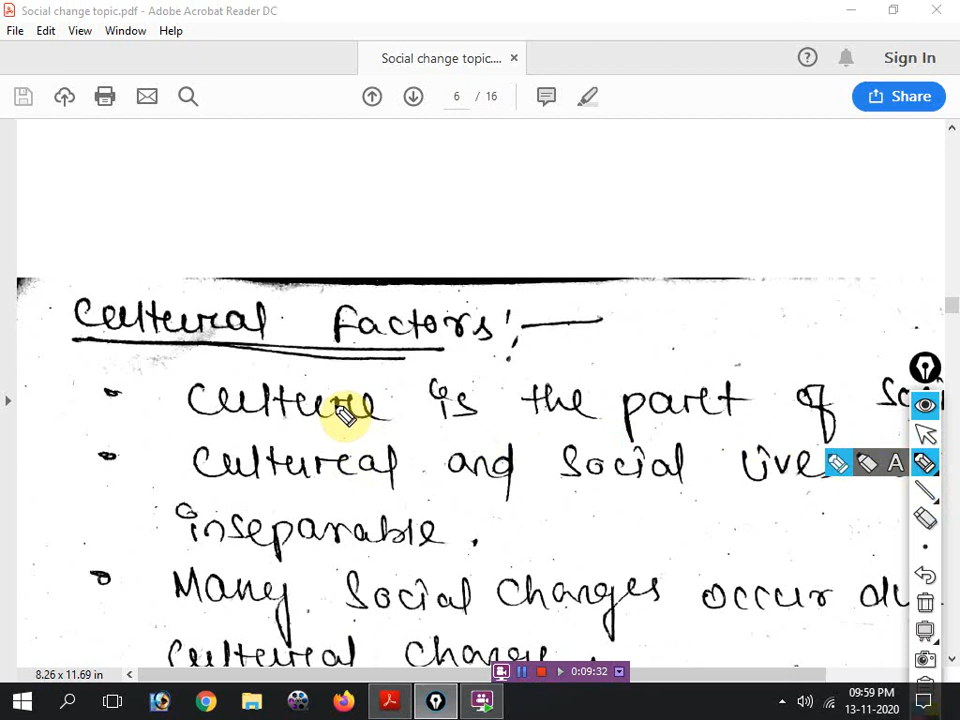 Social change topic.pdf - Adobe Acrobat Reader DC
File Edit View Window Help
Social change topic....
Sign In
6 / 16
Share
Cultural Factors:-
Culture is the part of
Cultural and Social Live
inseparable.
Many Social Changes occur
Cultural Change.
A
8.26 x 11.69 in
0:09:32
09:59 PM
13-11-2020